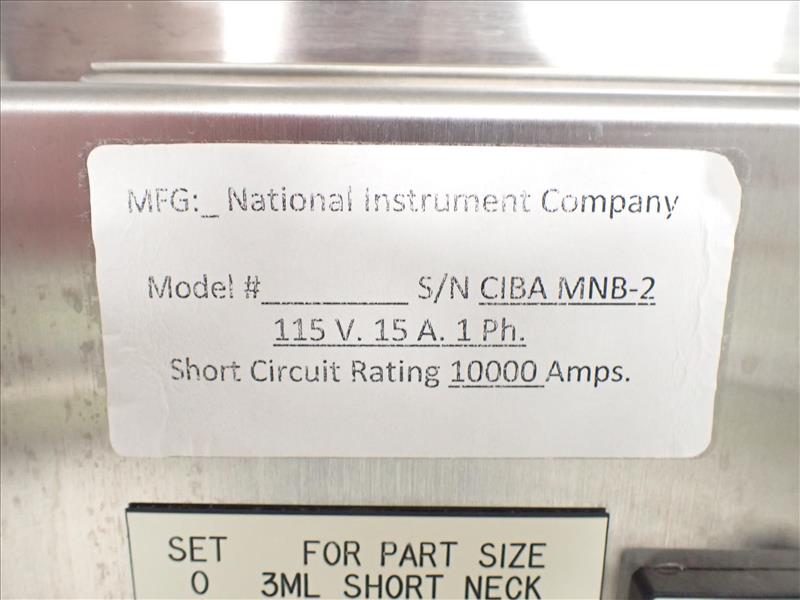 MFG:_ National Instrument Company
Model #_________ S/N CIBA MNB-2
115 V. 15 A. 1 Ph.
Short Circuit Rating 10000 Amps.
SET FOR PART SIZE
0 3ML SHORT NECK